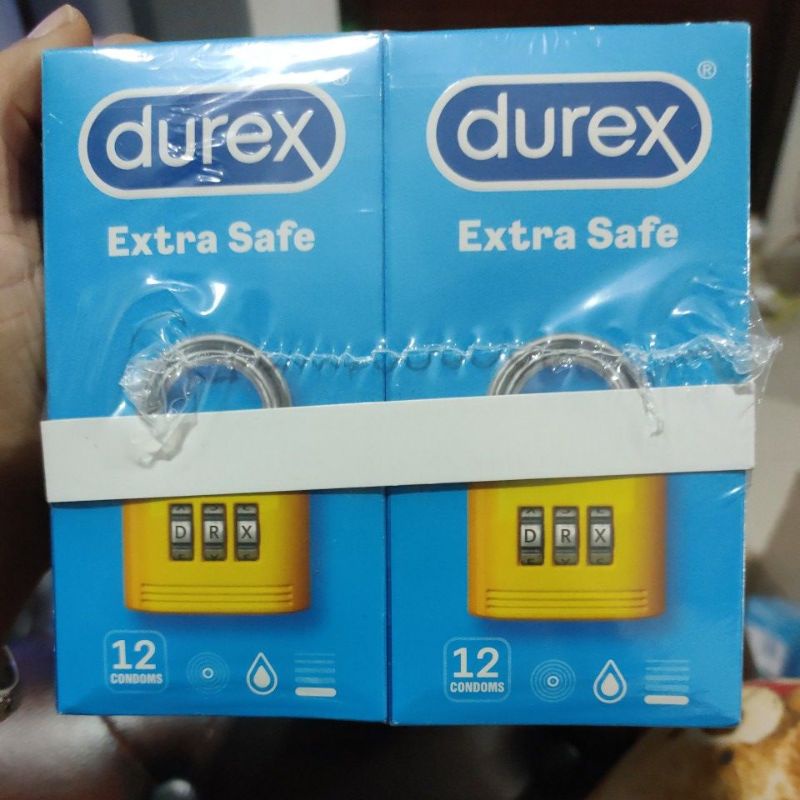 durex®
Extra Safe
D R X
12
CONDOMS
durex®
Extra Safe
D R X
12
CONDOMS